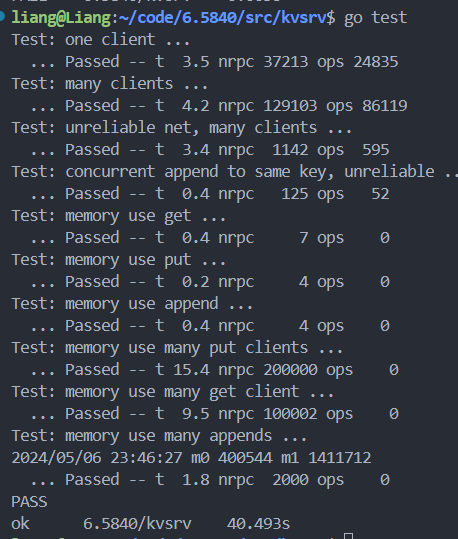 liang@Liang:~/code/6.5840/src/kvsrv$ go test
Test: one client ...
  ... Passed -- t  3.5 nrpc 37213 ops 24835
Test: many clients ...
  ... Passed -- t  4.2 nrpc 129103 ops 86119
Test: unreliable net, many clients ...
  ... Passed -- t  3.4 nrpc  1142 ops  595
Test: concurrent append to same key, unreliable ..
  ... Passed -- t  0.4 nrpc   125 ops   52
Test: memory use get ...
  ... Passed -- t  0.4 nrpc     7 ops    0
Test: memory use put ...
  ... Passed -- t  0.2 nrpc     4 ops    0
Test: memory use append ...
  ... Passed -- t  0.4 nrpc     4 ops    0
Test: memory use many put clients ...
  ... Passed -- t 15.4 nrpc 200000 ops    0
Test: memory use many get client ...
  ... Passed -- t  9.5 nrpc 100002 ops    0
Test: memory use many appends ...
2024/05/06 23:46:27 m0 400544 m1 1411712
  ... Passed -- t  1.8 nrpc  2000 ops    0
PASS
ok      6.5840/kvsrv    40.493s